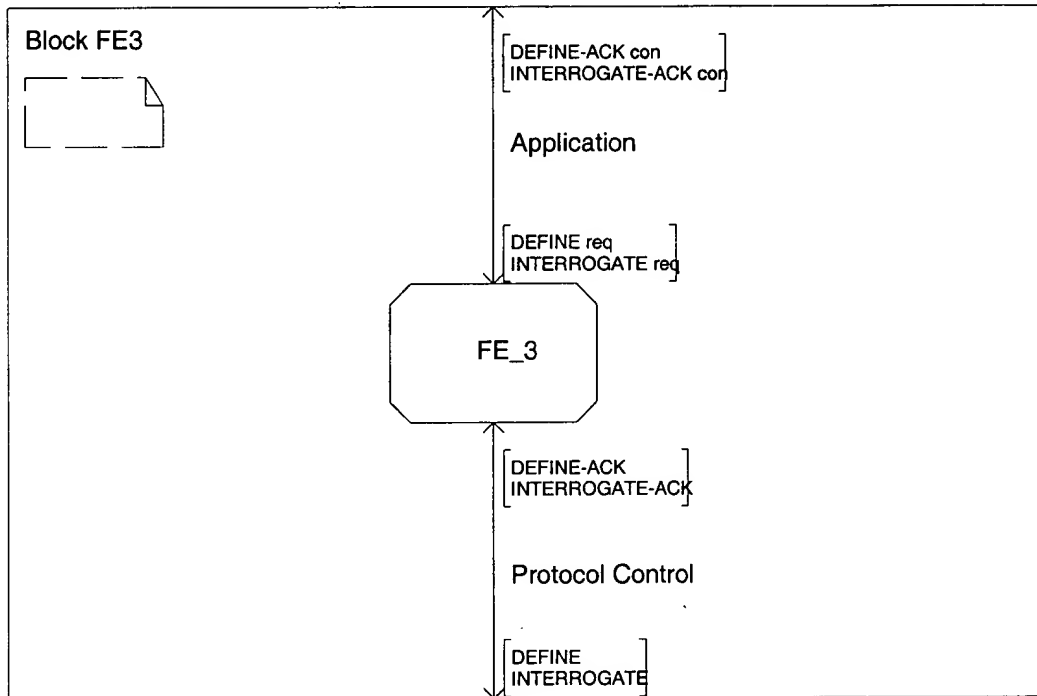 Block FE3
DEFINE-ACK con
INTERROGATE-ACK con
Application
DEFINE req
INTERROGATE req
FE_3
DEFINE-ACK
INTERROGATE-ACK
Protocol Control
DEFINE
INTERROGATE